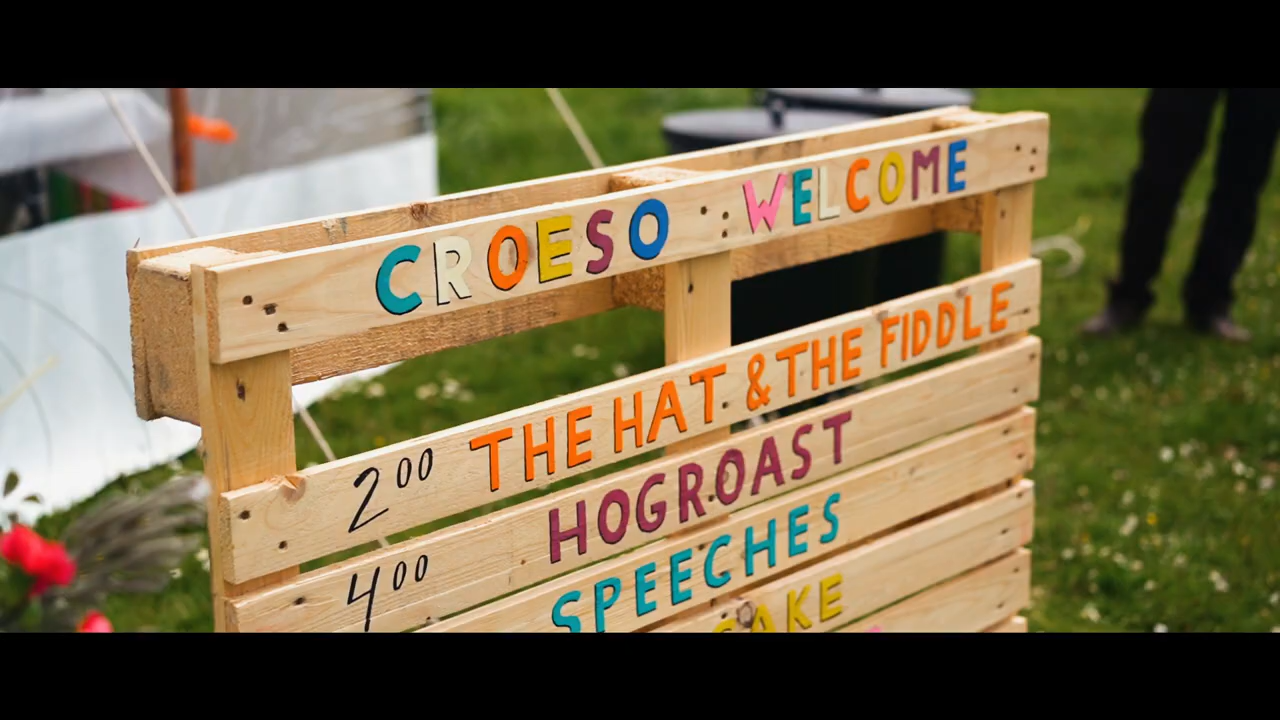 CROESO WELCOME
2 00 THE HAT & THE FIDDLE
4 00 HOGROAST
SPEECHES
CAKE